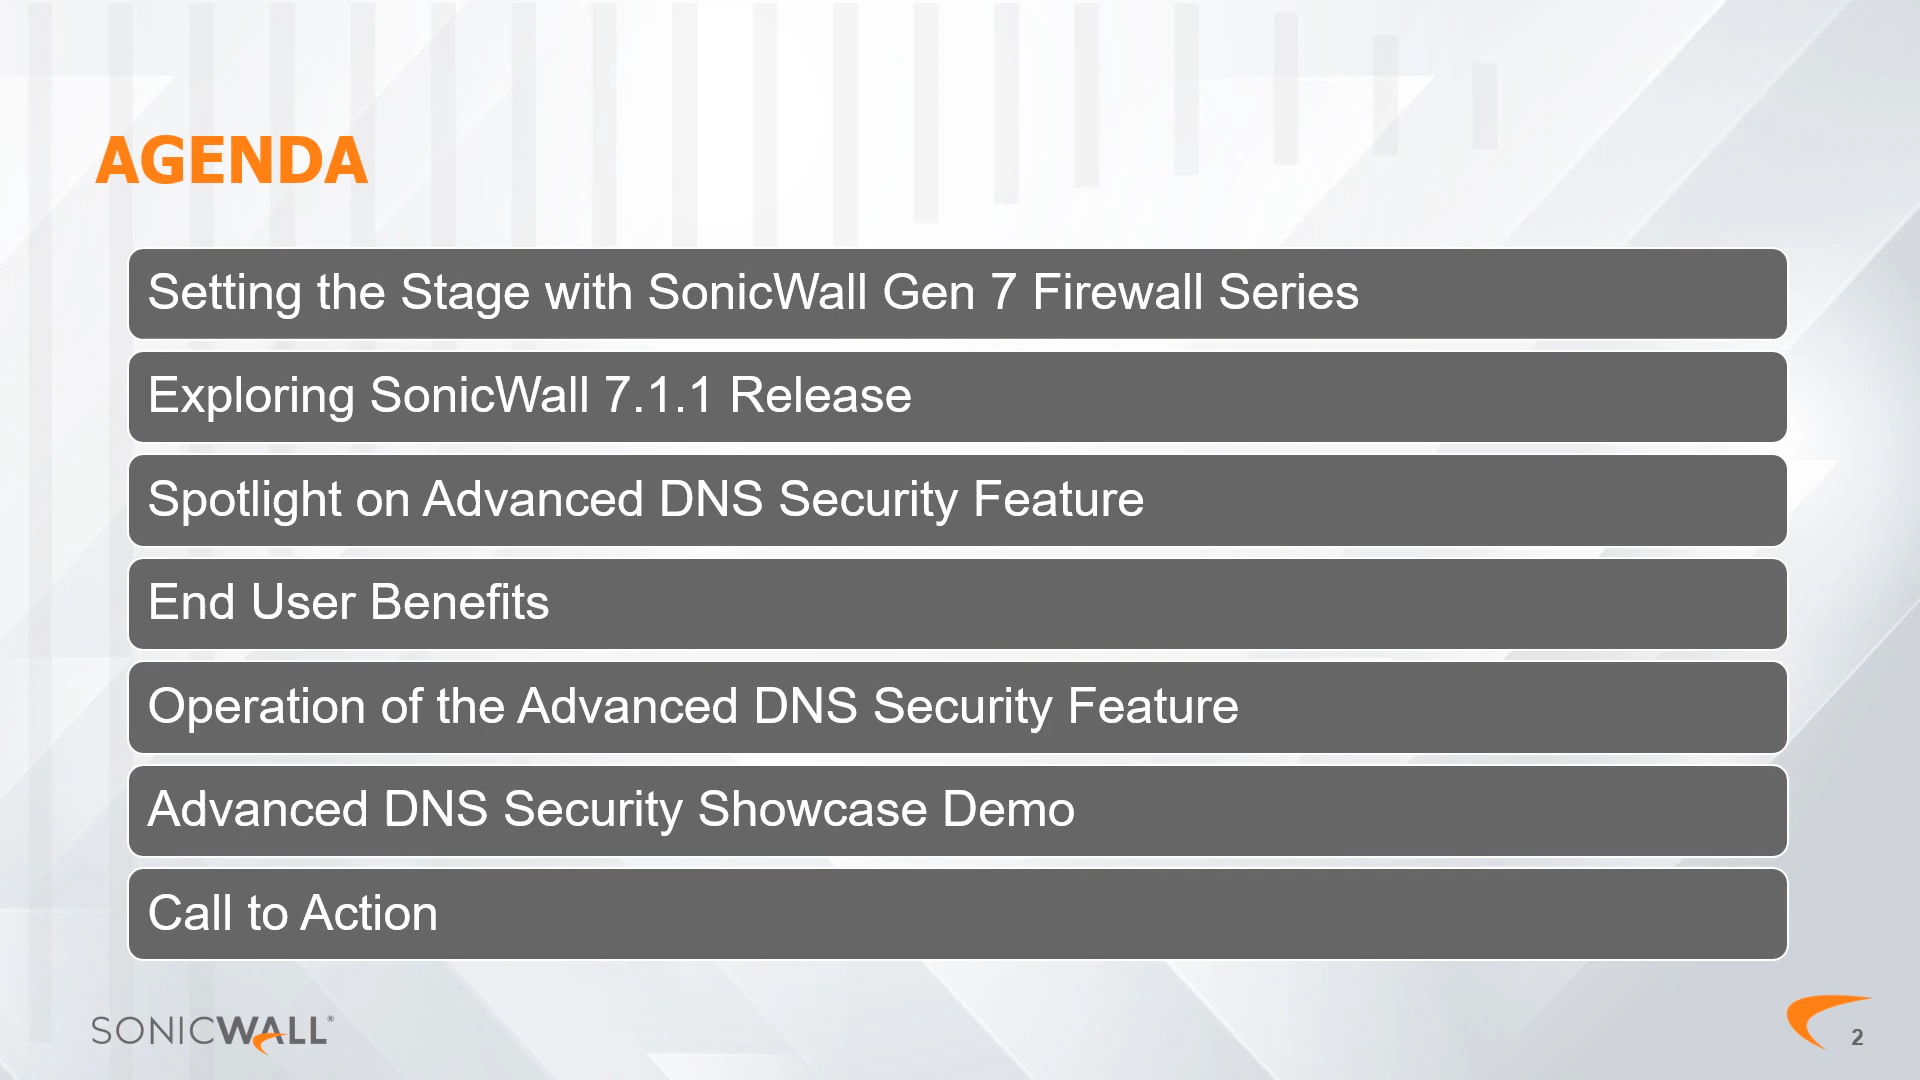 AGENDA
Setting the Stage with SonicWall Gen 7 Firewall Series
Exploring SonicWall 7.1.1 Release
Spotlight on Advanced DNS Security Feature
End User Benefits
Operation of the Advanced DNS Security Feature
Advanced DNS Security Showcase Demo
Call to Action
SONICWALL®
2